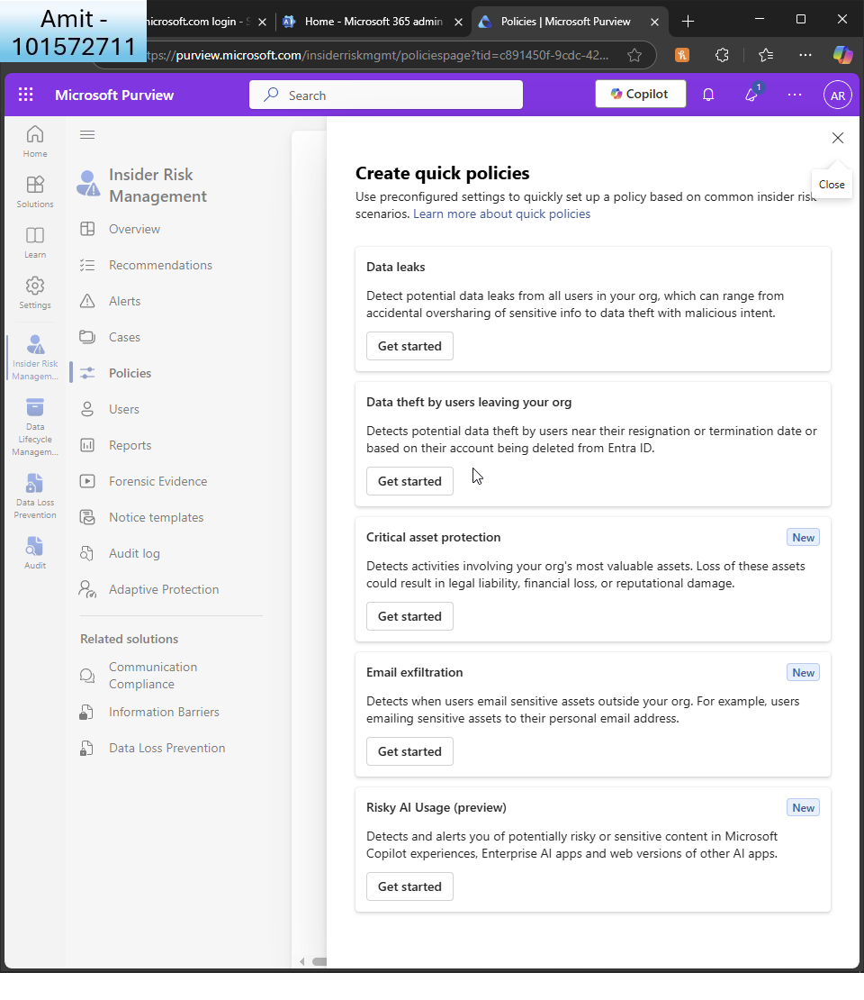 Amit -
101572711
microsoft.com login - S
Home - Microsoft 365 admin
Policies | Microsoft Purview
tps://purview.microsoft.com/insiderriskmgmt/policiespage?tid=c891450f-9cdc-42...
Microsoft Purview
Search
Copilot
1
AR
Home
Solutions
Learn
Settings
Insider Risk
Managem...
Data
Lifecycle
Managem...
Data Loss
Prevention
Audit
Insider Risk
Management
Overview
Recommendations
Alerts
Cases
Policies
Users
Reports
Forensic Evidence
Notice templates
Audit log
Adaptive Protection
Related solutions
Communication
Compliance
Information Barriers
Data Loss Prevention
Close
Create quick policies
Use preconfigured settings to quickly set up a policy based on common insider risk
scenarios. Learn more about quick policies
Data leaks
Detect potential data leaks from all users in your org, which can range from
accidental oversharing of sensitive info to data theft with malicious intent.
Get started
Data theft by users leaving your org
Detects potential data theft by users near their resignation or termination date or
based on their account being deleted from Entra ID.
Get started
Critical asset protection
New
Detects activities involving your org's most valuable assets. Loss of these assets
could result in legal liability, financial loss, or reputational damage.
Get started
Email exfiltration
New
Detects when users email sensitive assets outside your org. For example, users
emailing sensitive assets to their personal email address.
Get started
Risky AI Usage (preview)
New
Detects and alerts you of potentially risky or sensitive content in Microsoft
Copilot experiences, Enterprise AI apps and web versions of other AI apps.
Get started